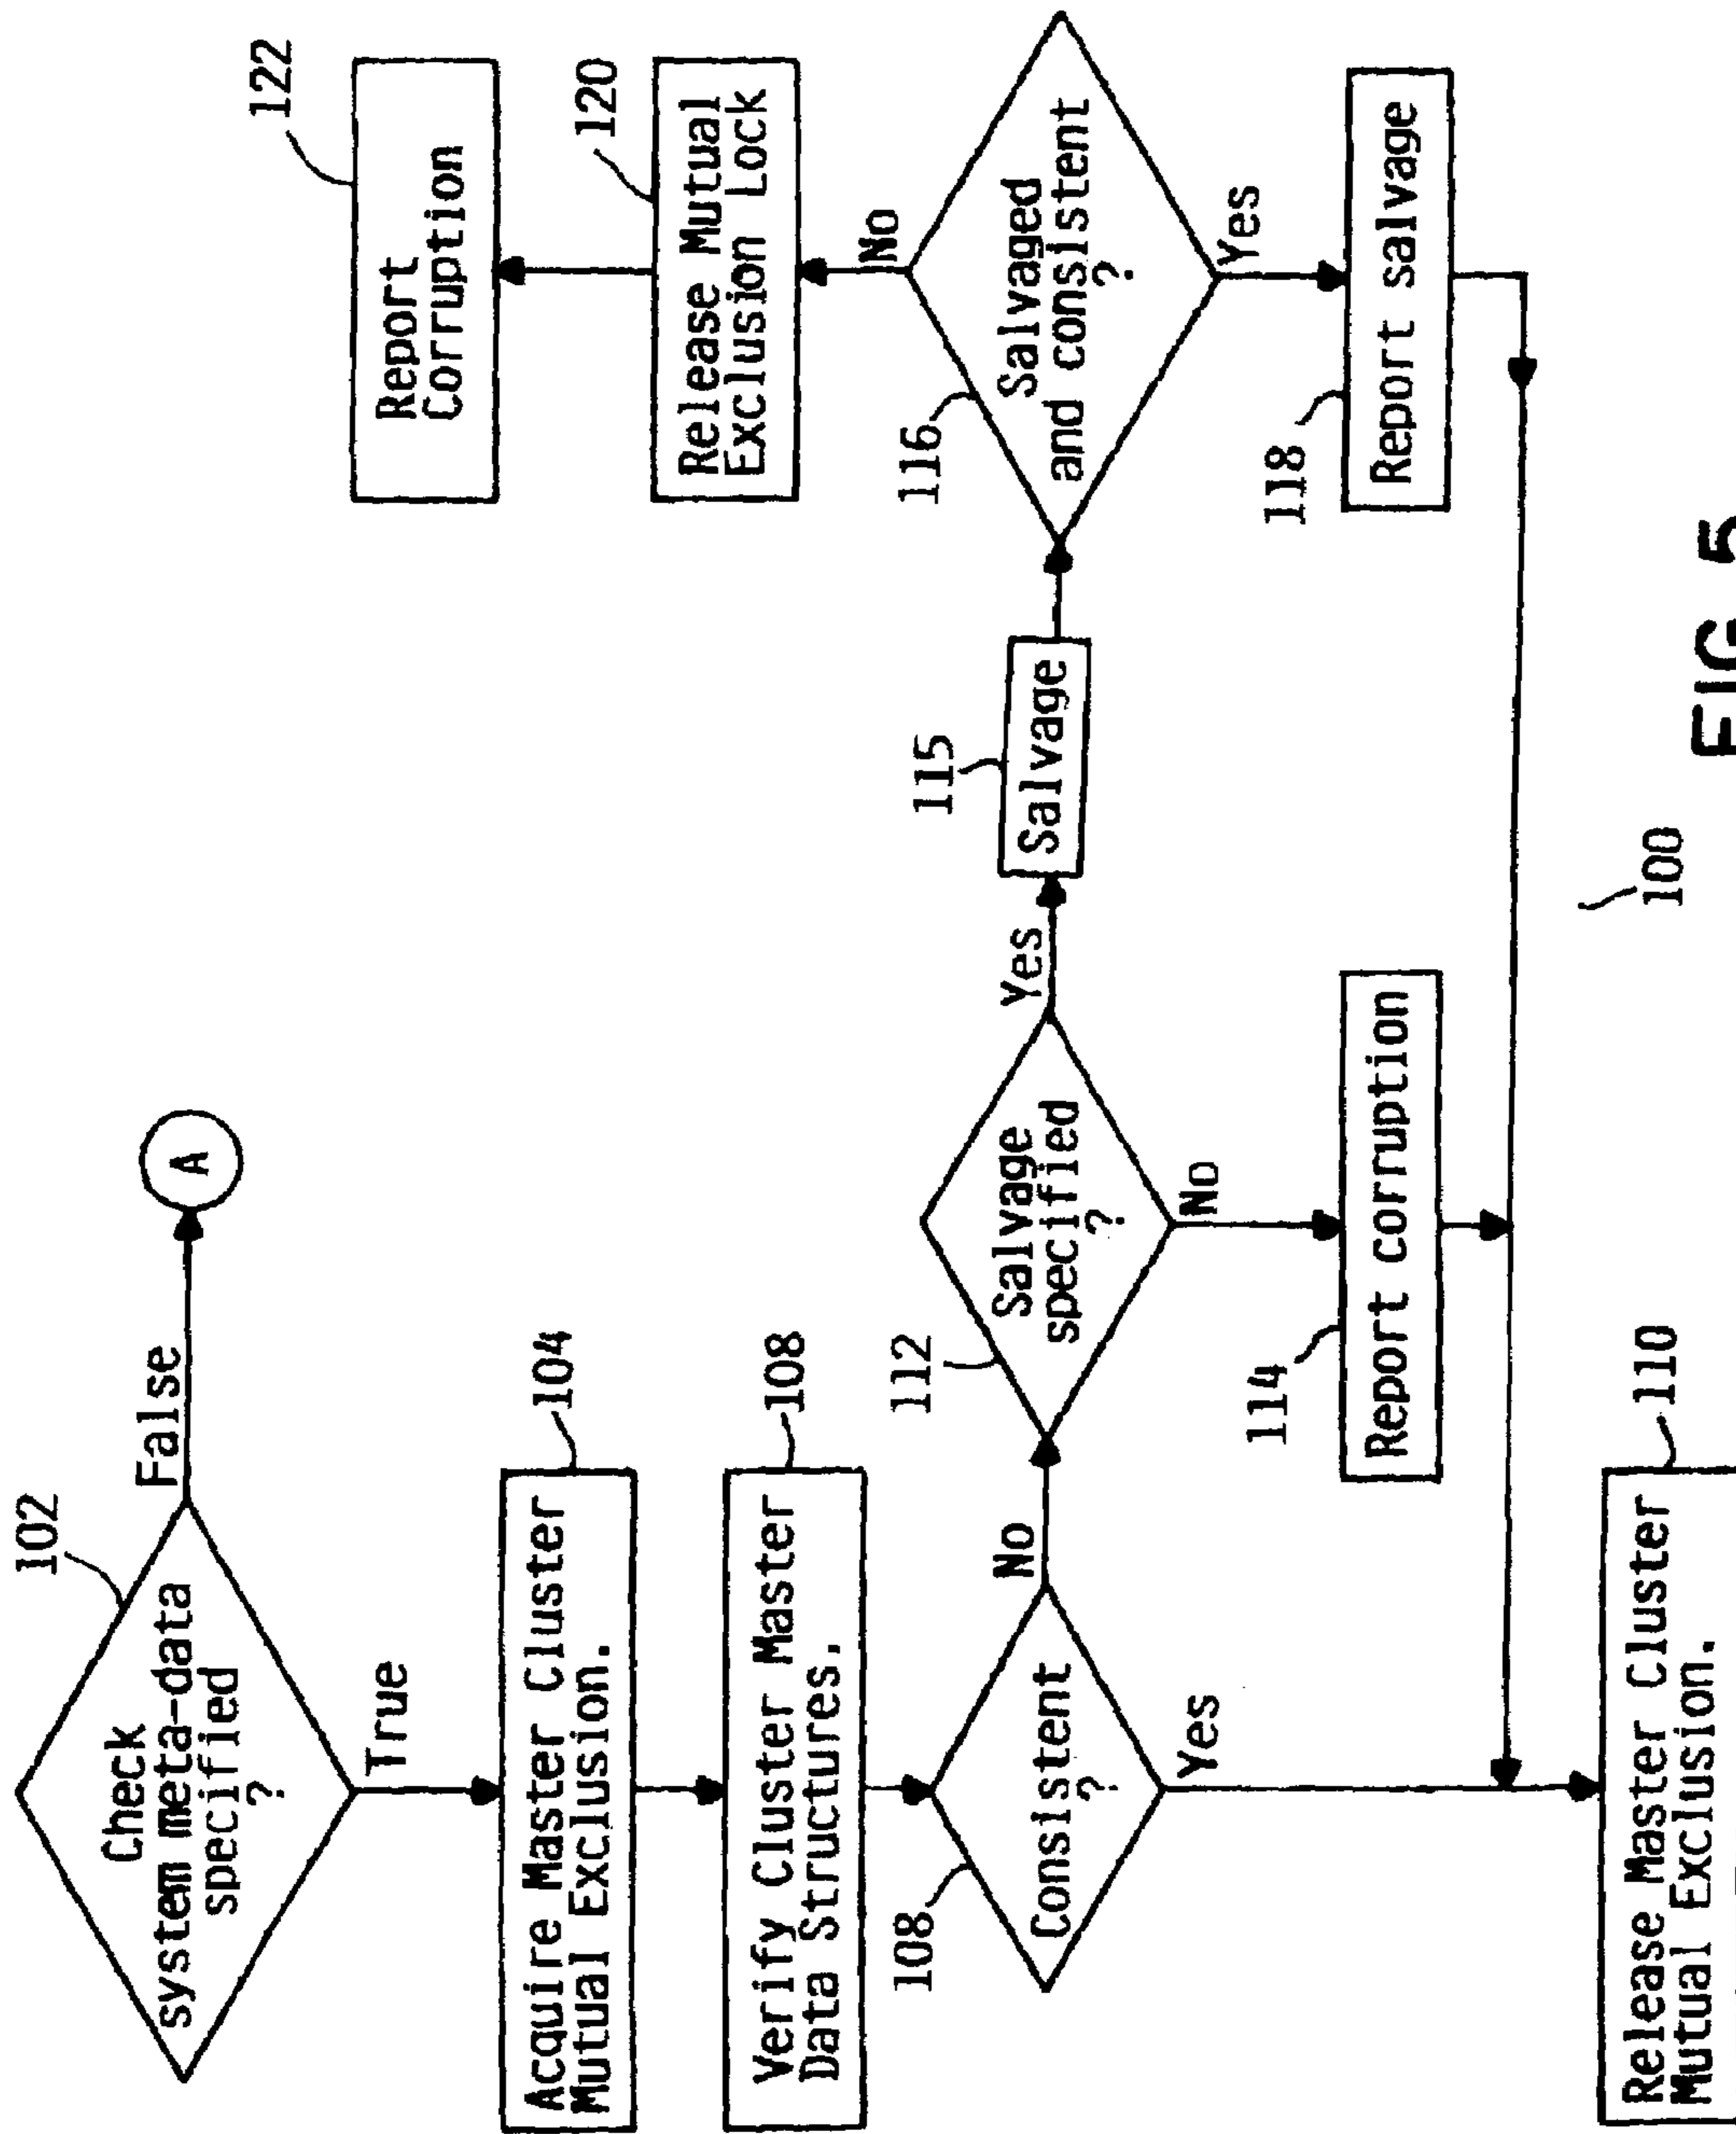 102
Check
system meta-data
specified
?
False
A
True
104
Acquire Master Cluster
Mutual Exclusion.
108
Verify Cluster Master
Data Structures.
108
Consistent
?
No
Yes
112
Salvage
specified
?
Yes
No
114
Report corruption
115
Salvage
116
Salvaged
and consistent
?
No
Yes
120
Release Mutual
Exclusion Lock
122
Report
Corruption
118
Report salvage
110
Release Master Cluster
Mutual Exclusion.
100
FIG 5